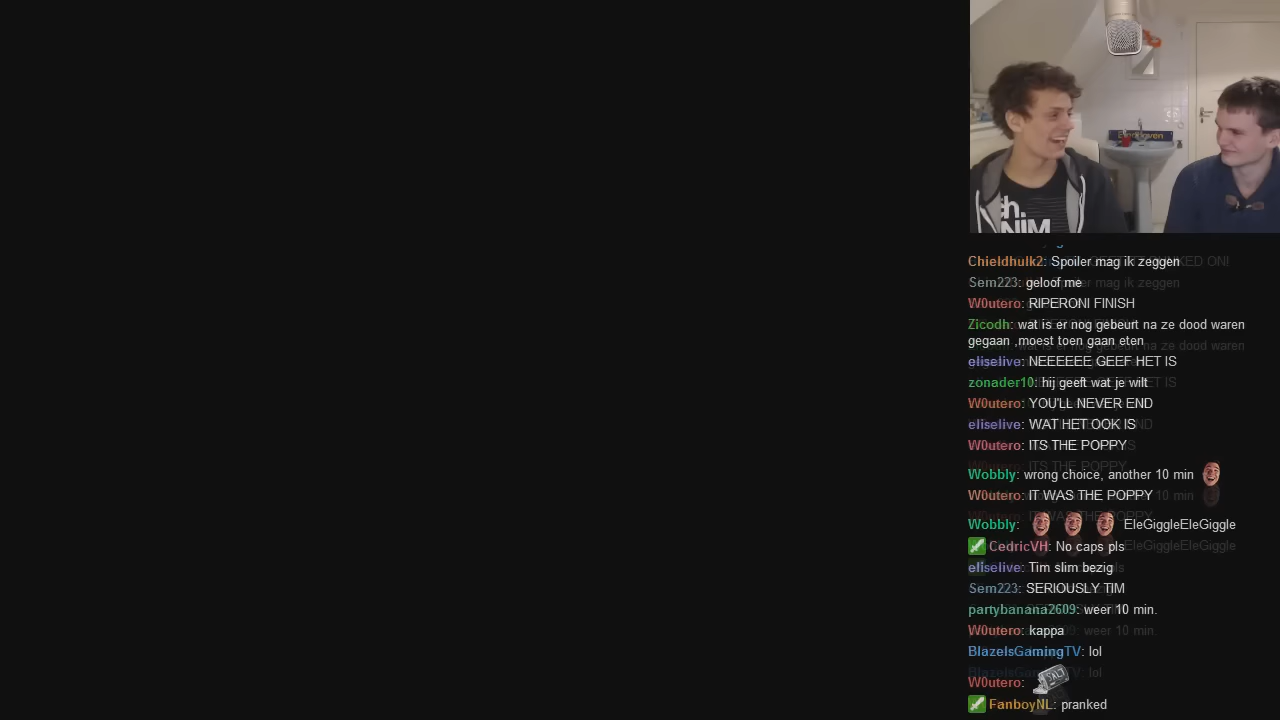 Eindhoven
h.
NIM
Chieldhulk2: Spoiler mag ik zeggen
Sem223: geloof me
W0utero: RIPERONI FINISH
Zicodh: wat is er nog gebeurt na ze dood waren
gegaan ,moest toen gaan eten
eliselive: NEEEEEE GEEF HET IS
zonader10: hij geeft wat je wilt
W0utero: YOU'LL NEVER END
eliselive: WAT HET OOK IS
W0utero: ITS THE POPPY
Wobbly: wrong choice, another 10 min
W0utero: IT WAS THE POPPY
Wobbly: EleGiggleEleGiggle
CedricVH: No caps pls
eliselive: Tim slim bezig
Sem223: SERIOUSLY TIM
partybanana2609: weer 10 min.
W0utero: kappa
BlazeIsGamingTV: lol
W0utero:
SALT
FanboyNL: pranked